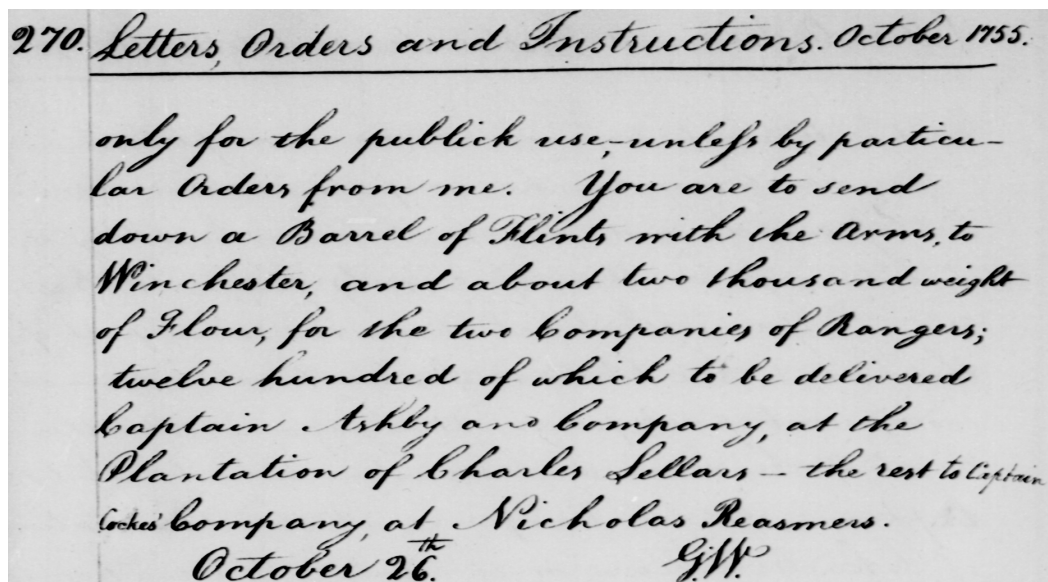 270. Letters, Orders and Instructions. October 1755.
only for the publick use,-unless by particu-
lar Orders from me. You are to send
down a Barrel of Flints with the Arms, to
Winchester, and about two thousand weight
of Flour, for the two Companies of Rangers;
twelve hundred of which to be delivered
Captain Ashby and Company, at the
Plantation of Charles Sellars - the rest to Captain
Cockes' Company, at Nicholas Reasmers.
October 26.th G.W.